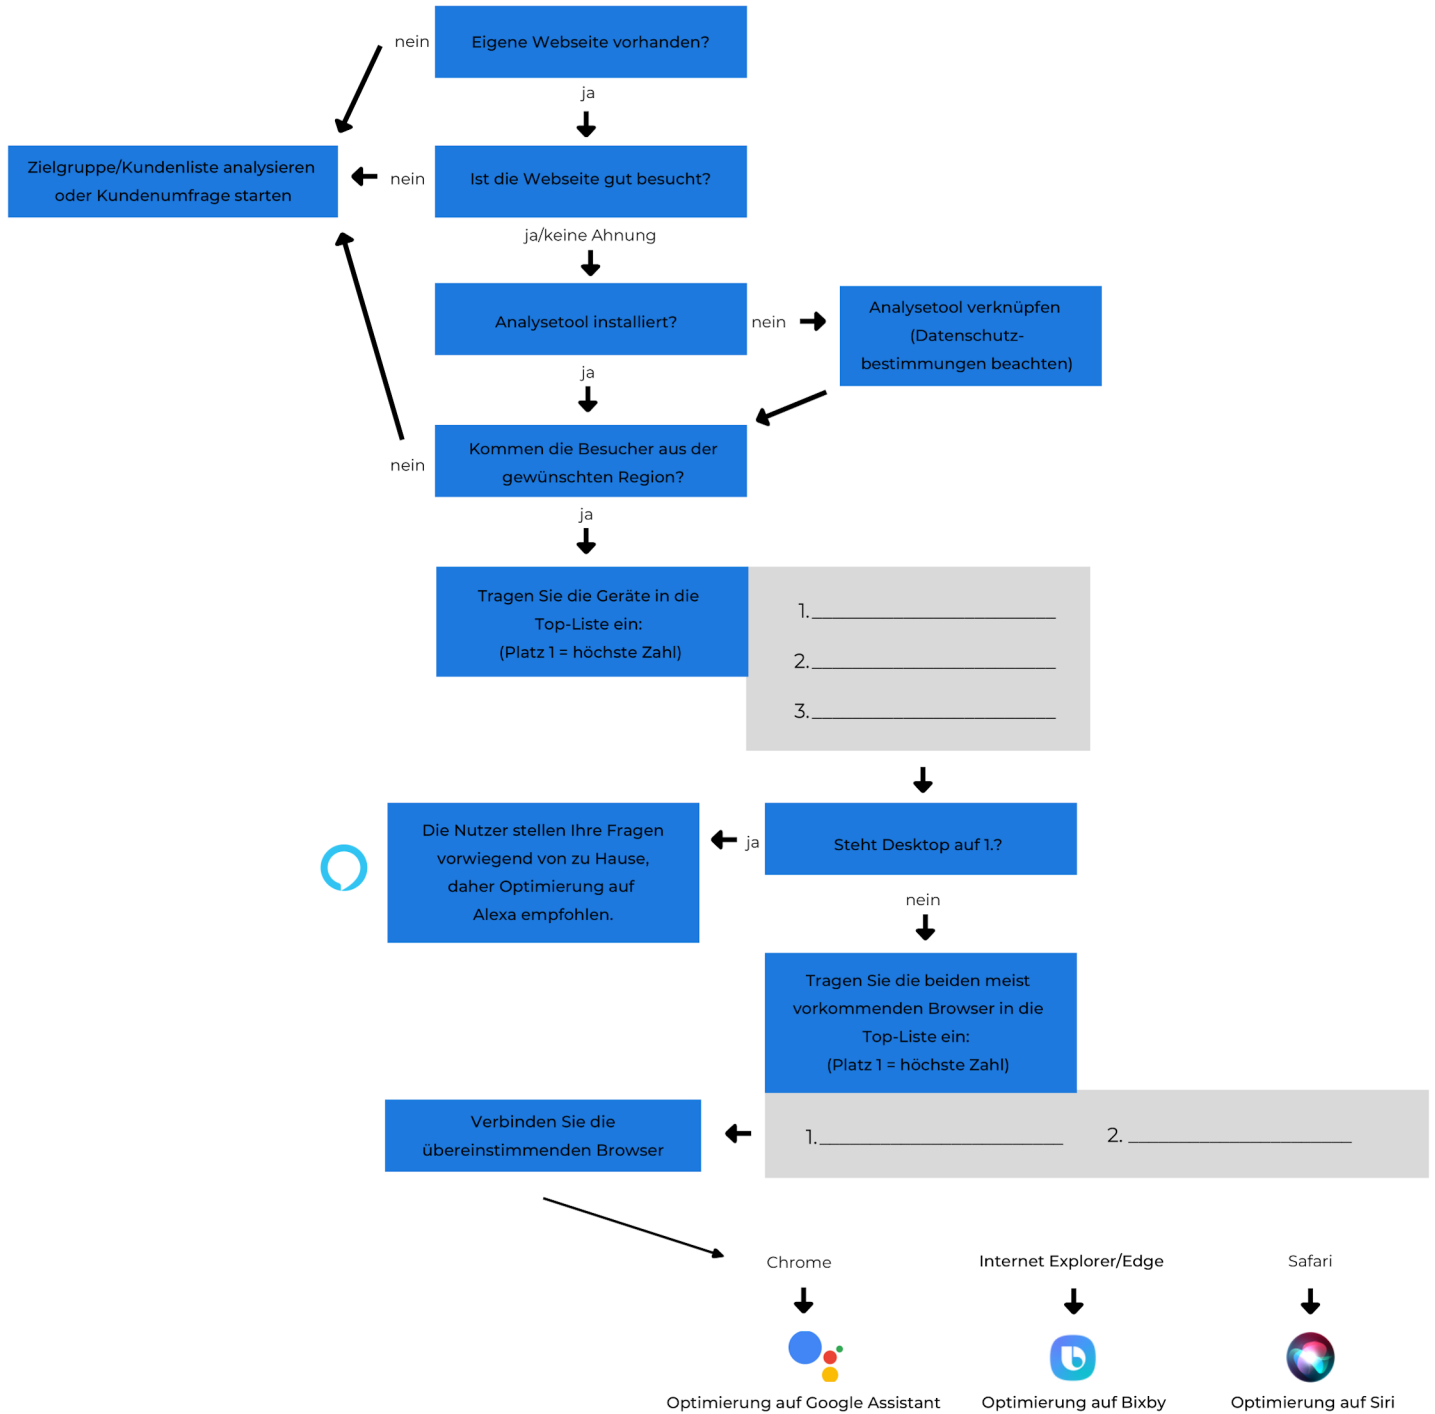 nein
Eigene Webseite vorhanden?
ja
Zielgruppe/Kundenliste analysieren
oder Kundenumfrage starten
nein
Ist die Webseite gut besucht?
ja/keine Ahnung
Analysetool installiert?
nein
Analysetool verknüpfen
(Datenschutz-
bestimmungen beachten)
ja
Kommen die Besucher aus der
gewünschten Region?
nein
ja
Tragen Sie die Geräte in die
Top-Liste ein:
(Platz 1 = höchste Zahl)
1.
2.
3.
Die Nutzer stellen Ihre Fragen
vorwiegend von zu Hause,
daher Optimierung auf
Alexa empfohlen.
ja
Steht Desktop auf 1.?
nein
Tragen Sie die beiden meist
vorkommenden Browser in die
Top-Liste ein:
(Platz 1 = höchste Zahl)
Verbinden Sie die
übereinstimmenden Browser
1.
2.
Chrome
Internet Explorer/Edge
Safari
Optimierung auf Google Assistant
Optimierung auf Bixby
Optimierung auf Siri